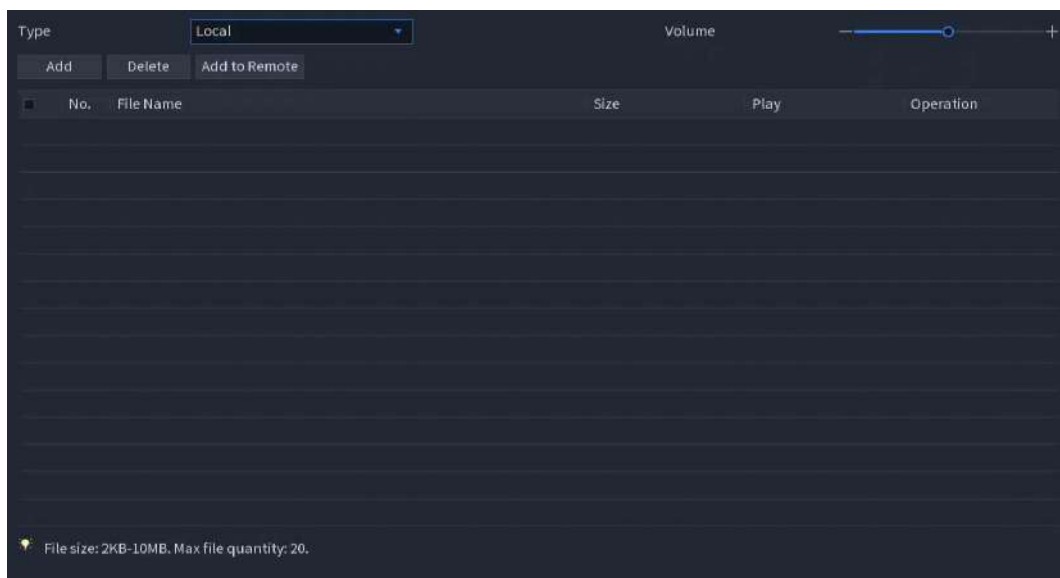 Type Local Volume
Add Delete Add to Remote
No. File Name Size Play Operation
File size: 2KB-10MB. Max file quantity: 20.